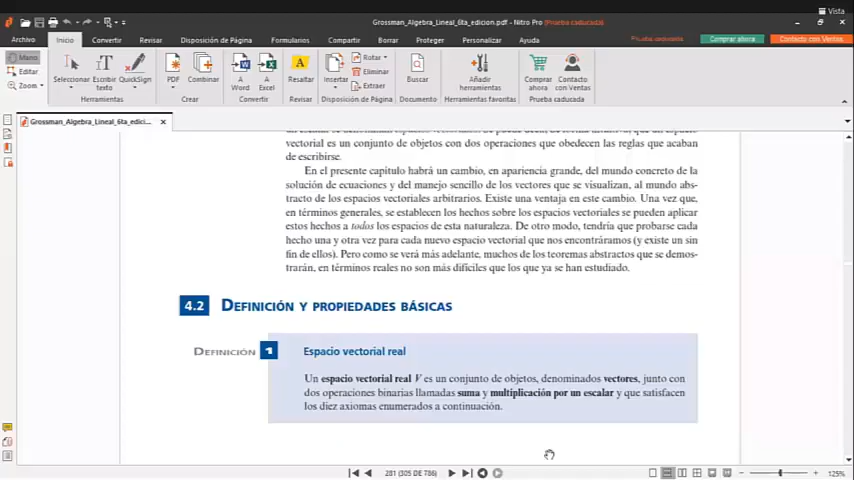 Vista
Grossman_Algebra_Lineal_6ta_edicion.pdf - Nitro Pro (Prueba caducada)
Archivo Inicio Convertir Revisar Disposición de Página Formularios Compartir Borrar Proteger Personalizar Ayuda Comprar ahora Contacto con Ventas
Mano
Editar
Zoom
Seleccionar Escribir texto QuickSign
Herramientas
PDF Combinar
Crear
A Word A Excel
Convertir
Resaltar
Revisar
Insertar Rotar
Eliminar
Extraer
Disposición de Página
Buscar
Documento
Añadir herramientas
Herramientas favoritas
Comprar ahora Contacto con Ventas
Prueba caducada
Grossman_Algebra_Lineal_6ta_edici...
vectorial es un conjunto de objetos con dos operaciones que obedecen las reglas que acaban
de escribirse.
En el presente capítulo habrá un cambio, en apariencia grande, del mundo concreto de la
solución de ecuaciones y del manejo sencillo de los vectores que se visualizan, al mundo abs-
tracto de los espacios vectoriales arbitrarios. Existe una ventaja en este cambio. Una vez que,
en términos generales, se establecen los hechos sobre los espacios vectoriales se pueden aplicar
estos hechos a todos los espacios de esta naturaleza. De otro modo, tendría que probarse cada
hecho una y otra vez para cada nuevo espacio vectorial que nos encontráramos (y existe un sin
fin de ellos). Pero como se verá más adelante, muchos de los teoremas abstractos que se demos-
trarán, en términos reales no son más difíciles que los que ya se han estudiado.
4.2 DEFINICIÓN Y PROPIEDADES BÁSICAS
DEFINICIÓN 1 Espacio vectorial real
Un espacio vectorial real V es un conjunto de objetos, denominados vectores, junto con
dos operaciones binarias llamadas suma y multiplicación por un escalar y que satisfacen
los diez axiomas enumerados a continuación.
281 (305 DE 786)
125%